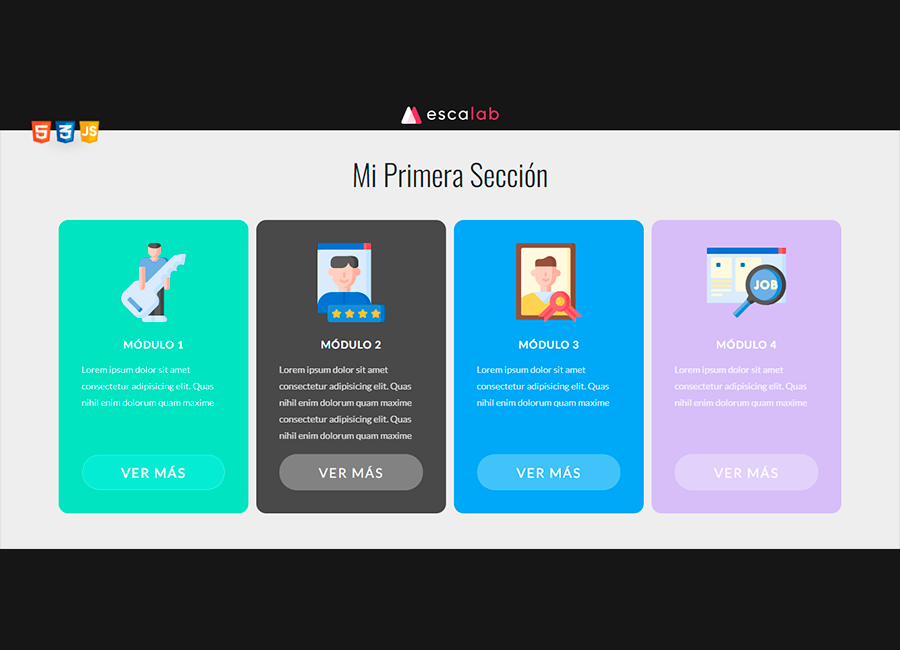 escalab
5 3 JS
Mi Primera Sección
MÓDULO 1
Lorem ipsum dolor sit amet
consectetur adipisicing elit. Quas
nihil enim dolorum quam maxime
VER MÁS
MÓDULO 2
Lorem ipsum dolor sit amet
consectetur adipisicing elit. Quas
nihil enim dolorum quam maxime
consectetur adipisicing elit. Quas
nihil enim dolorum quam maxime
VER MÁS
MÓDULO 3
Lorem ipsum dolor sit amet
consectetur adipisicing elit. Quas
nihil enim dolorum quam maxime
VER MÁS
JOB
MÓDULO 4
Lorem ipsum dolor sit amet
consectetur adipisicing elit. Quas
nihil enim dolorum quam maxime
VER MÁS